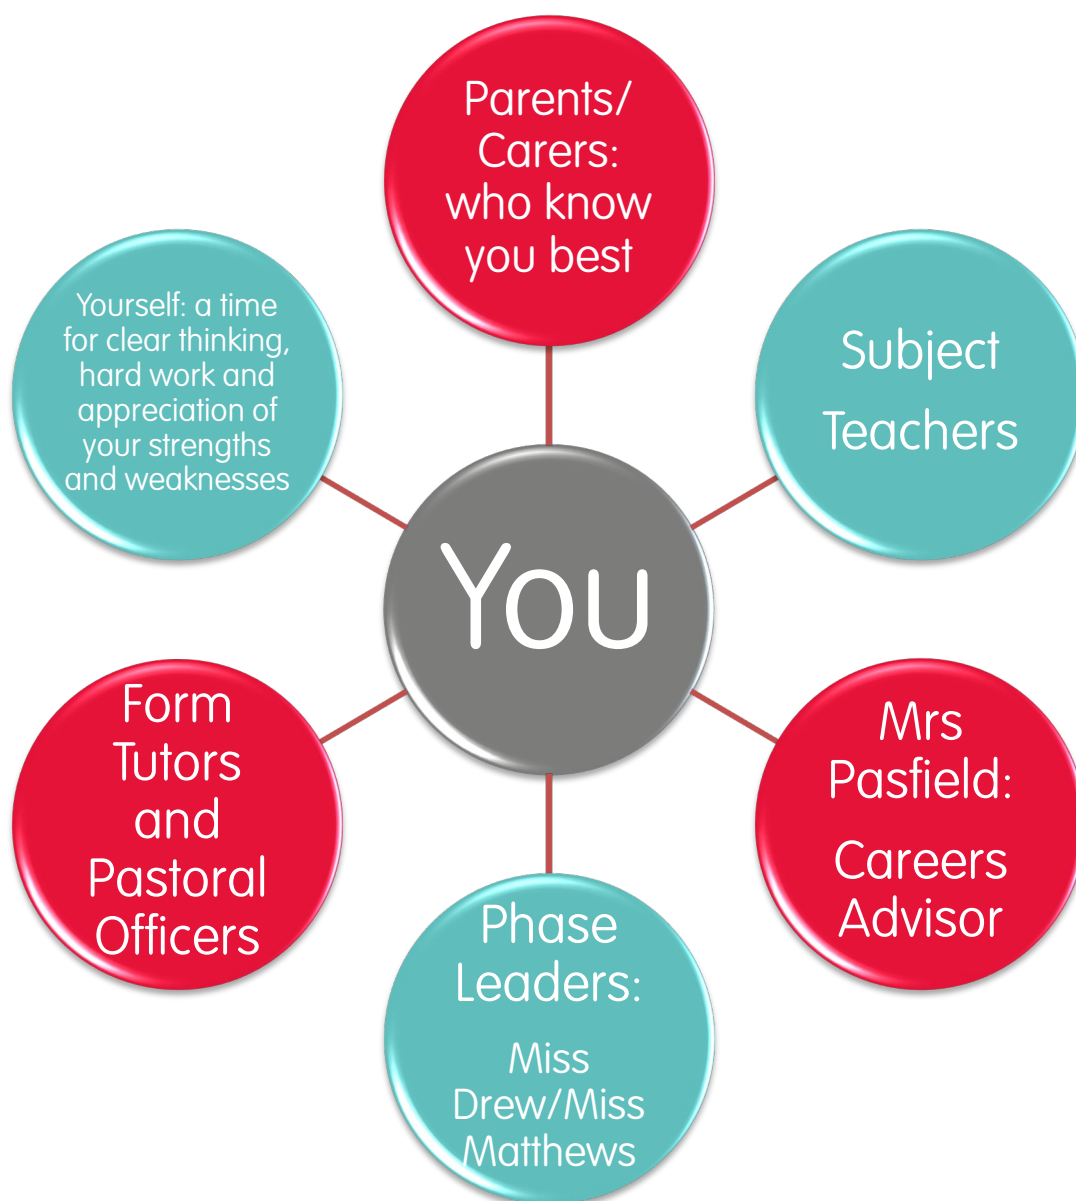 Parents/
Carers:
who know
you best
Subject
Teachers
Mrs
Pasfield:
Careers
Advisor
Phase
Leaders:
Miss
Drew/Miss
Matthews
Form
Tutors
and
Pastoral
Officers
Yourself: a time
for clear thinking,
hard work and
appreciation of
your strengths
and weaknesses
You